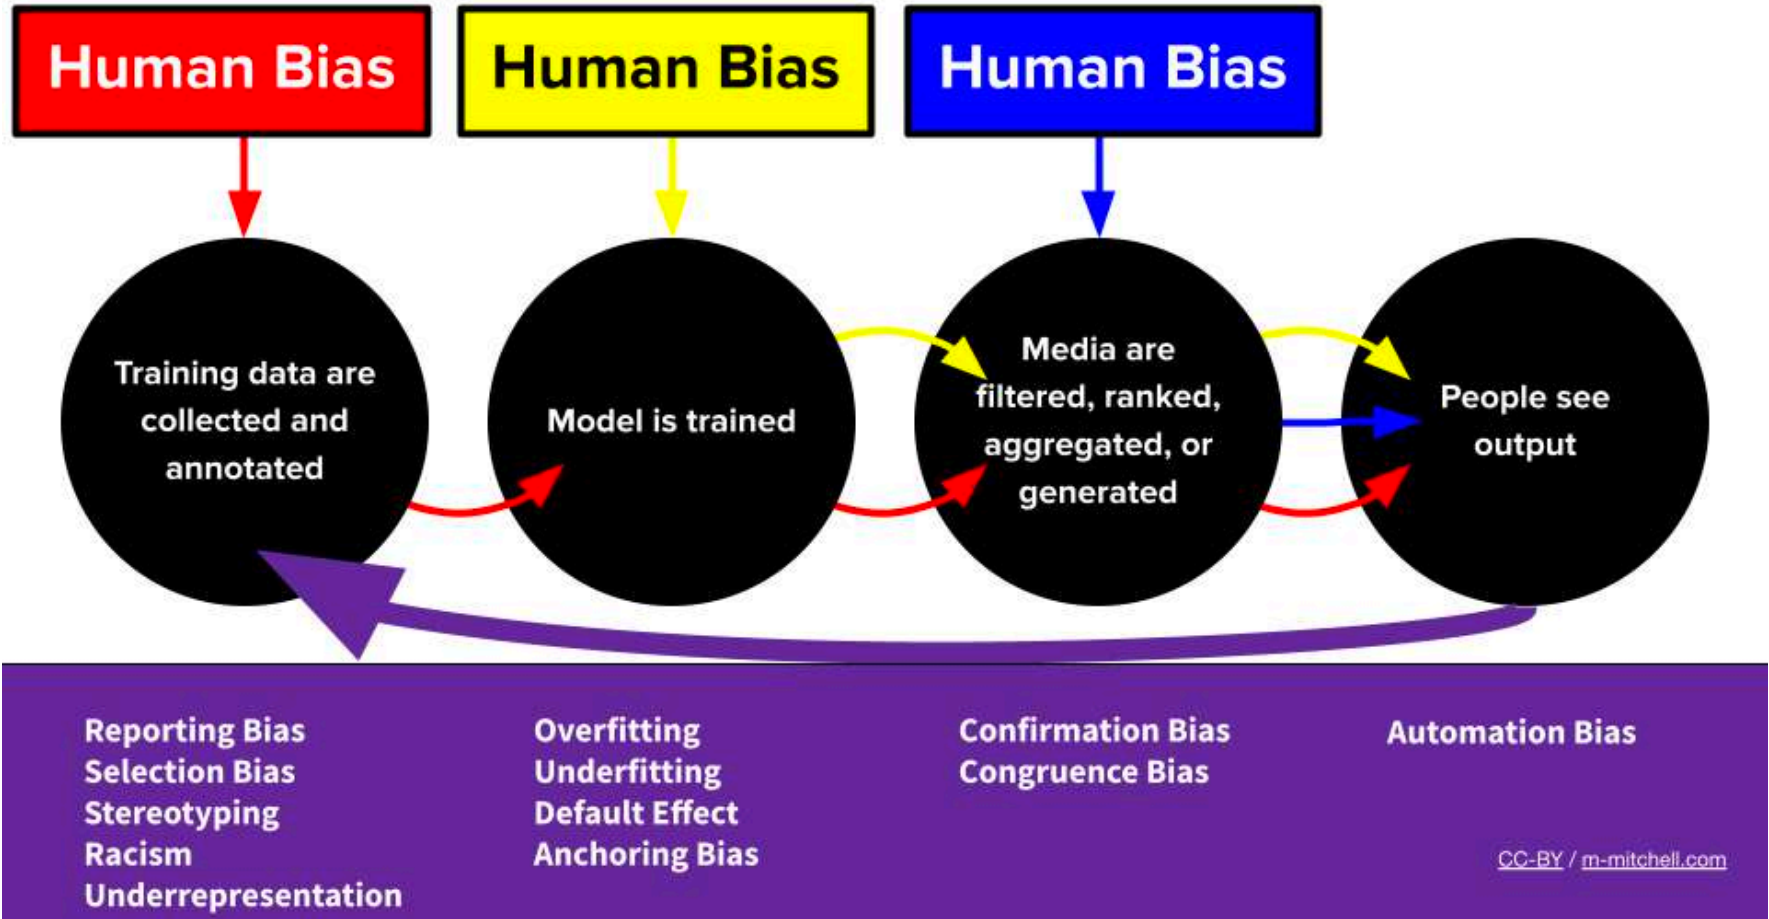 Human Bias
Human Bias
Human Bias
Training data are
collected and
annotated
Model is trained
Media are
filtered, ranked,
aggregated, or
generated
People see
output
Reporting Bias
Selection Bias
Stereotyping
Racism
Underrepresentation
Overfitting
Underfitting
Default Effect
Anchoring Bias
Confirmation Bias
Congruence Bias
Automation Bias
CC-BY / m-mitchell.com